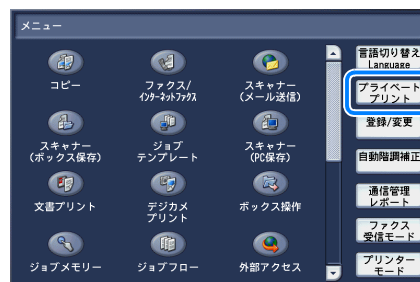 メニュー
コピー
ファクス/
インターネットファクス
スキャナー
(メール送信)
スキャナー
(ボックス保存)
ジョブ
テンプレート
スキャナー
(PC保存)
文書プリント
デジカメ
プリント
ボックス操作
ジョブメモリー
ジョブフロー
外部アクセス
言語切り替え
Language
プライベート
プリント
登録/変更
自動階調補正
通信管理
レポート
ファクス
受信モード
プリンター
モード